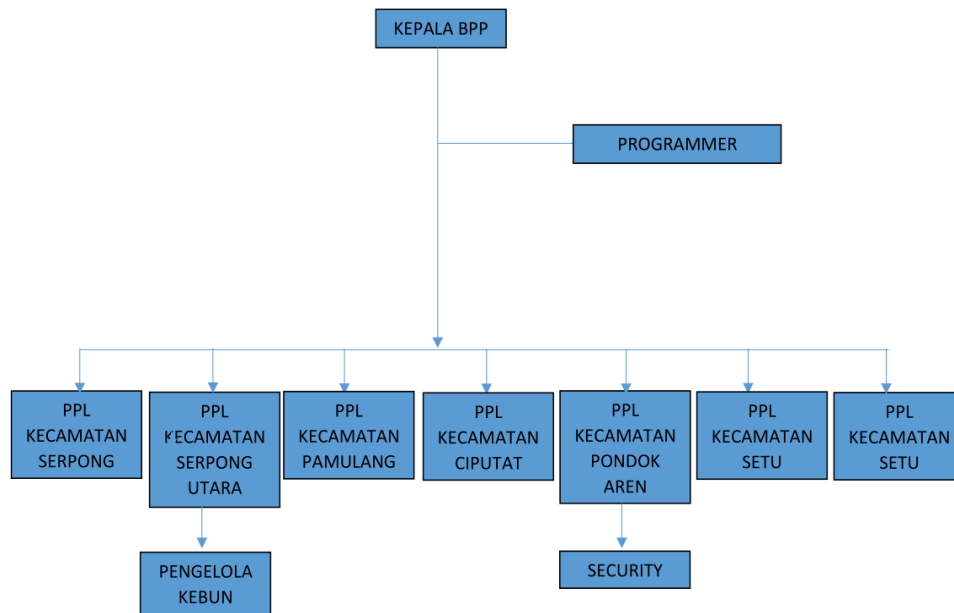 KEPALA BPP
PROGRAMMER
PPL
KECAMATAN
SERPONG
PPL
KECAMATAN
SERPONG
UTARA
PPL
KECAMATAN
PAMULANG
PPL
KECAMATAN
CIPUTAT
PPL
KECAMATAN
PONDOK
AREN
PPL
KECAMATAN
SETU
PPL
KECAMATAN
SETU
PENGELOLA
KEBUN
SECURITY